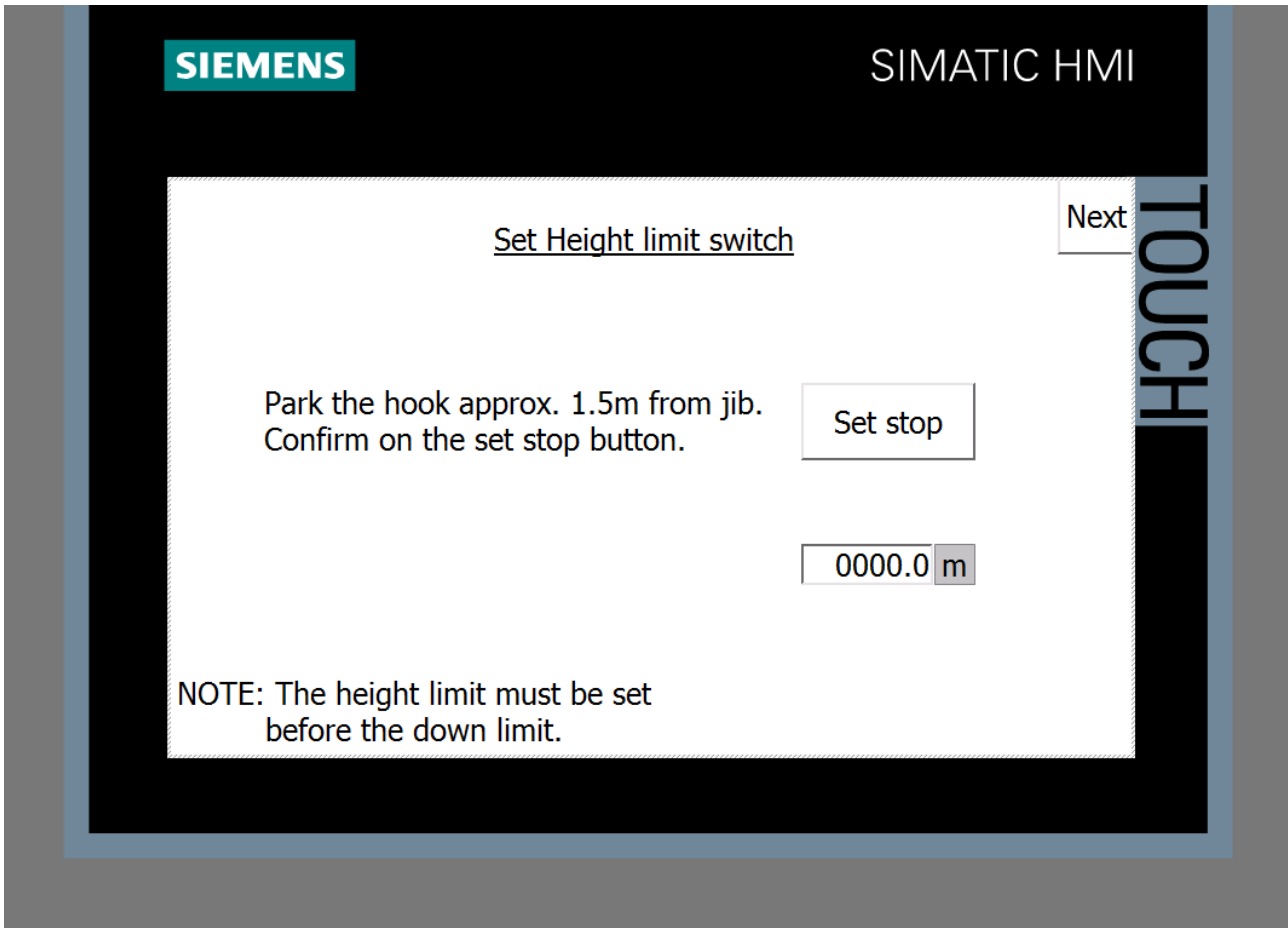 SIEMENS
SIMATIC HMI
TOUCH
Next
Set Height limit switch
Park the hook approx. 1.5m from jib.
Confirm on the set stop button.
Set stop
0000.0 m
NOTE: The height limit must be set
before the down limit.